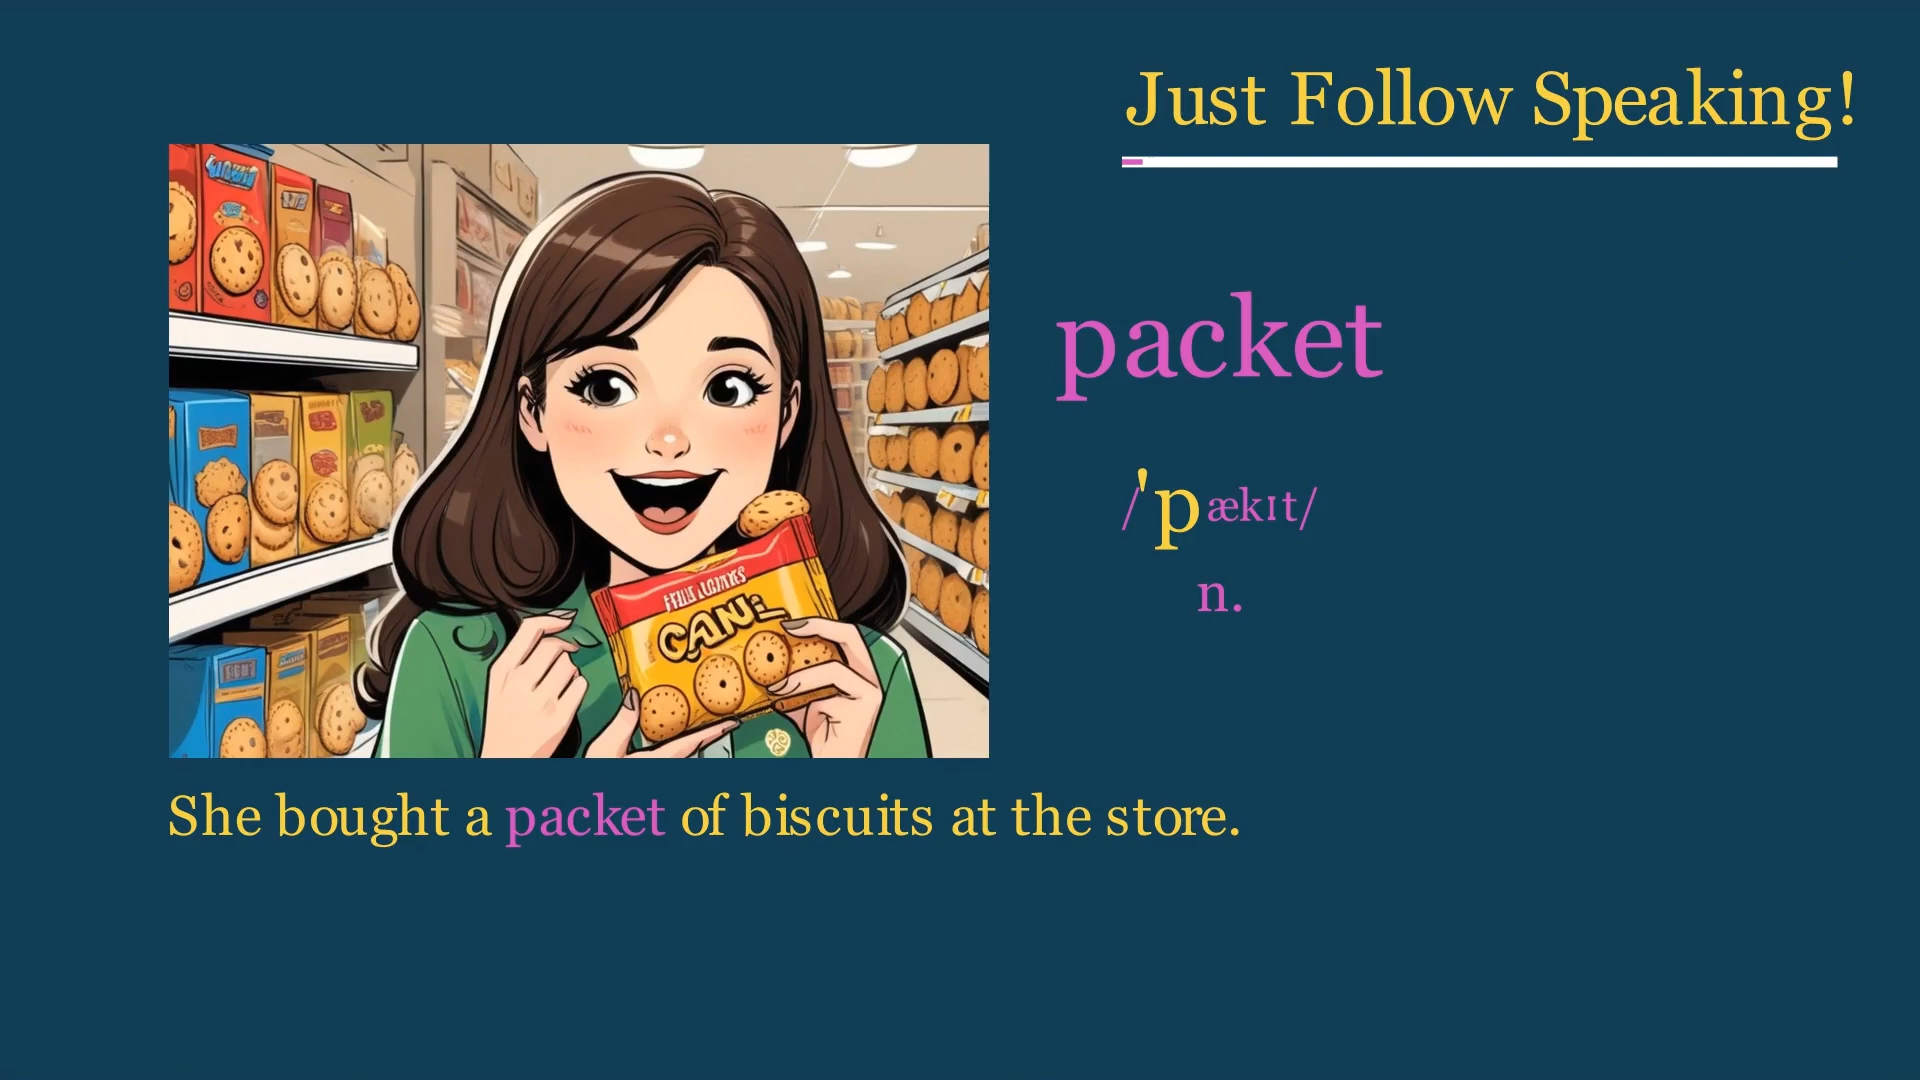 Just Follow Speaking!
packet
/ˈpækɪt/
n.
She bought a packet of biscuits at the store.